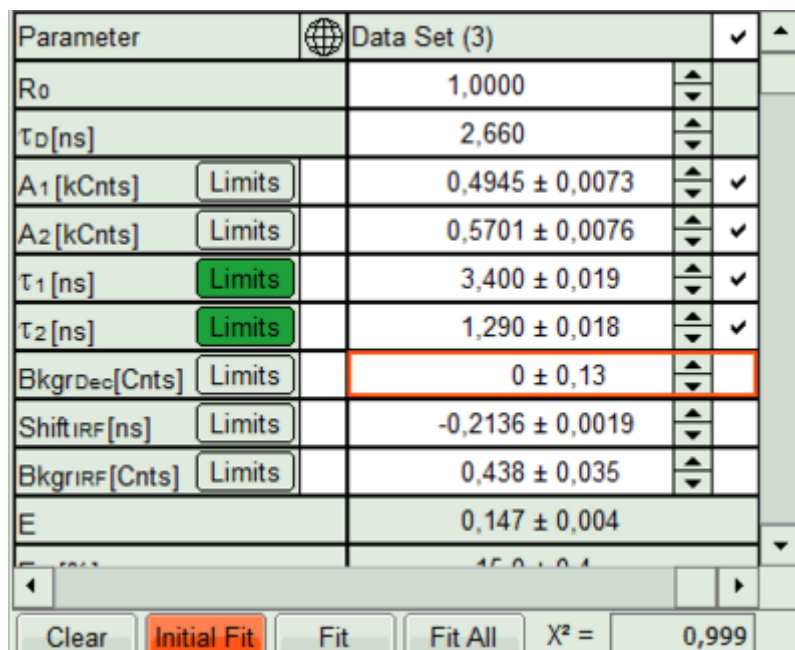 Parameter Data Set (3)
R0 1,0000
τD[ns] 2,660
A1[kCnts] Limits 0,4945 ± 0,0073
A2[kCnts] Limits 0,5701 ± 0,0076
τ1[ns] Limits 3,400 ± 0,019
τ2[ns] Limits 1,290 ± 0,018
BkgrDec[Cnts] Limits 0 ± 0,13
ShiftIRF[ns] Limits -0,2136 ± 0,0019
BkgrIRF[Cnts] Limits 0,438 ± 0,035
E 0,147 ± 0,004
Clear Initial Fit Fit Fit All X² = 0,999